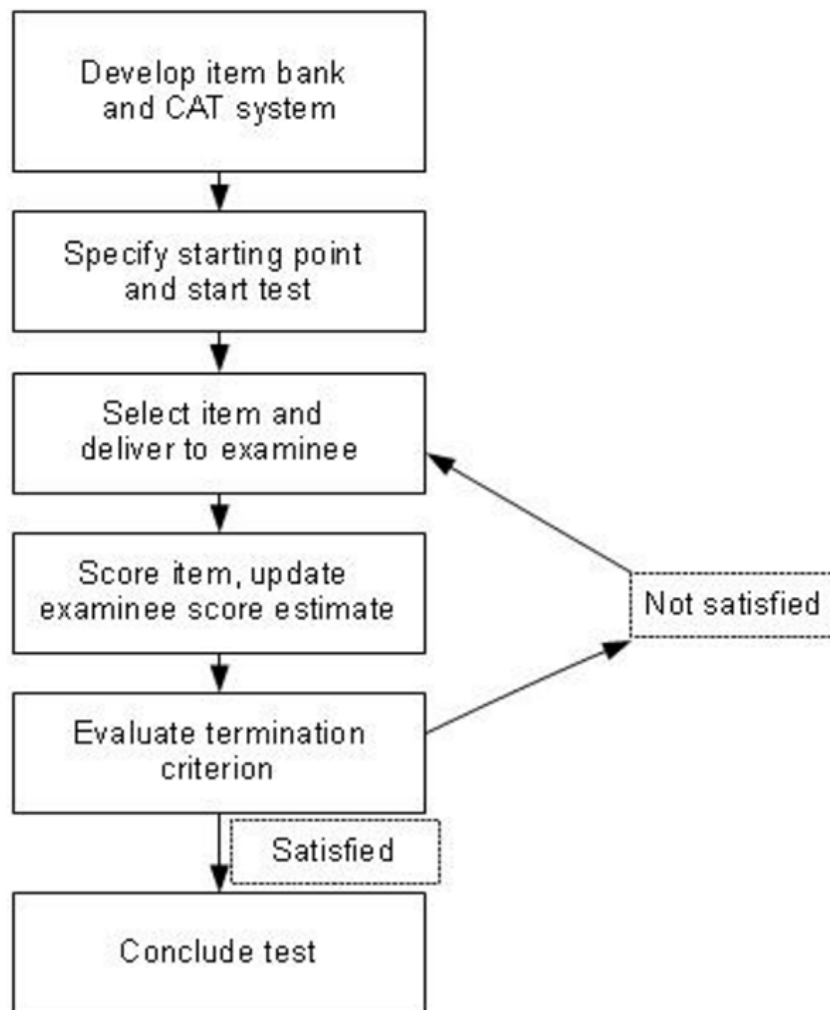 Develop item bank
and CAT system
Specify starting point
and start test
Select item and
deliver to examinee
Score item, update
examinee score estimate
Not satisfied
Evaluate termination
criterion
Satisfied
Conclude test